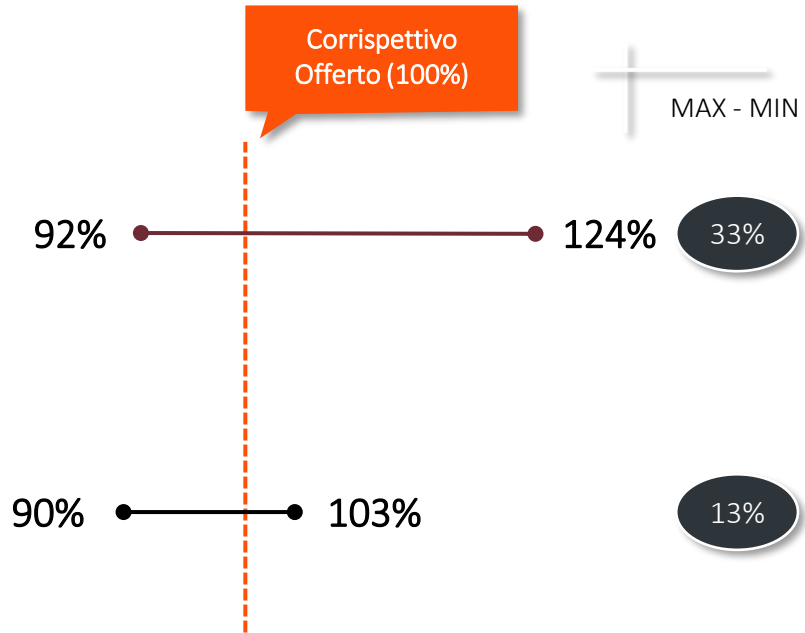 Corrispettivo
Offerto (100%)
MAX - MIN
92%
124%
33%
90%
103%
13%